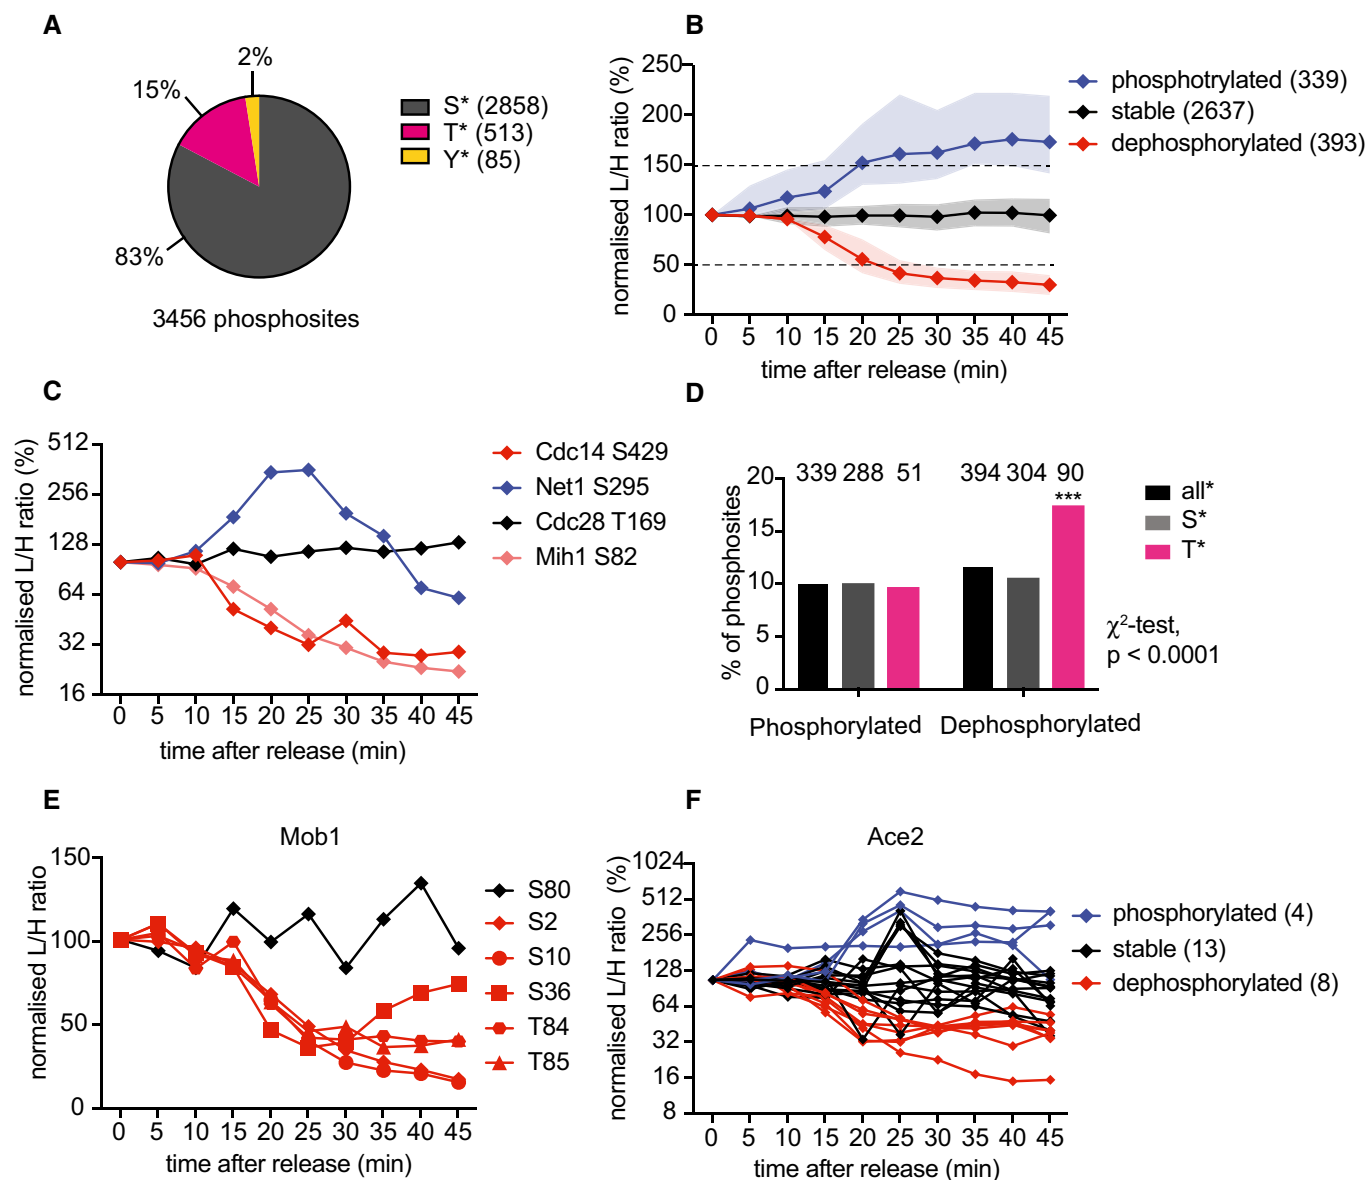 A
2%
15%
83%
S* (2858)
T* (513)
Y* (85)
3456 phosphosites
B
normalised L/H ratio (%)
250
200
150
100
50
0
0 5 10 15 20 25 30 35 40 45
time after release (min)
phosphotrylated (339)
stable (2637)
dephosphorylated (393)
C
normalised L/H ratio (%)
512
256
128
64
32
16
0 5 10 15 20 25 30 35 40 45
time after release (min)
Cdc14 S429
Net1 S295
Cdc28 T169
Mih1 S82
D
% of phosphosites
20
15
10
5
0
339 288 51 394 304 90
***
Phosphorylated Dephosphorylated
all*
S*
T*
χ²-test,
p < 0.0001
E
Mob1
normalised L/H ratio
150
100
50
0
0 5 10 15 20 25 30 35 40 45
time after release (min)
S80
S2
S10
S36
T84
T85
F
Ace2
normalised L/H ratio (%)
1024
512
256
128
64
32
16
8
0 5 10 15 20 25 30 35 40 45
time after release (min)
phosphorylated (4)
stable (13)
dephosphorylated (8)